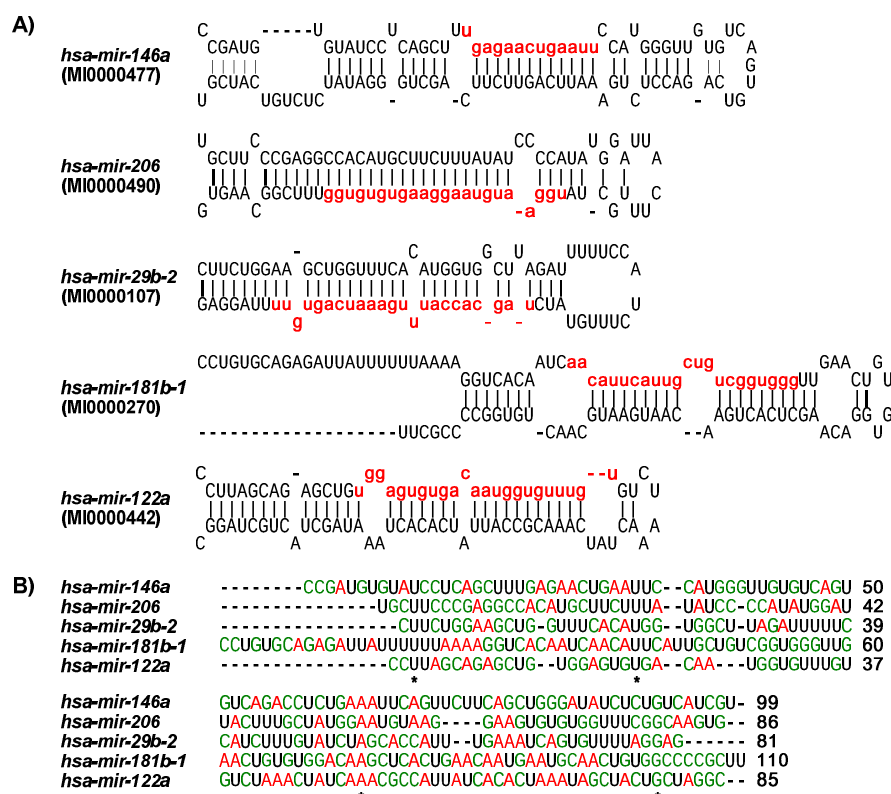 A)
C -----U U U u C G UC
CGAUG GUAUCC CAGCU gagaacugaauu CA GGGUU UG A
hsa-mir-146a
(MI0000477)
G
GCUAC UAUAGG GUCGA UUCUUGACUUAA GU UCCAG AC U
U UGUCUC - -C A C - UG
U C CC U G UU
GCUU CCGAGGCCACAUGCUUCUUUAUAU CCAUA G A A
hsa-mir-206
(MI0000490)
UGAA GGCUUUggugugugaaggaaugua gguAU C U C
G C -a - G UU
- C G U UUUUCC
CUUCUGGAA GCUGGUUUCA AUGGUG CU AGAU A
hsa-mir-29b-2
(MI0000107)
GAGGAUUuu ugacuaaagu uaccac ga uCUA U
g u - - UGUUUC
CCUGUGCAGAGAUUAUUUUUUAAAA AUCaa cug GAA G
GGUCACA cauucauug ucgguggguUU CU U
hsa-mir-181b-1
(MI0000270)
CCGGUGU GUAAGUAAC AGUCACUCGA GG G
-------------------UUCGCC -CAAC --A ACA U
C - gg c --u C
CUUAGCAG AGCUGu aguguga aaugguguuug GU U
hsa-mir-122a
(MI0000442)
GGAUCGUC UCGAUA UCACACU UUACCGCAAAC CA A
C A AA A UAU A
B)
hsa-mir-146a --------CCGAUGUGUAUCCUCAGCUUUGAGAACUGAAUUC--CAUGGGUUGUGUCAGU 50
hsa-mir-206 ---------------UGCUUCCCGAGGCCACAUGCUUCUUUA--UAUCC-CCAUAUGGAU 42
hsa-mir-29b-2 -----------------CUUCUGGAAGCUG-GUUUCACAUGG--UGGCU-UAGAUUUUUC 39
hsa-mir-181b-1 CCUGUGCAGAGAUUAUUUUUUAAAAGGUCACAAUCAACAUUCAUUGCUGUCGGUGGGUUG 60
hsa-mir-122a ----------------CCUUAGCAGAGCUG--UGGAGUGUGA--CAA--UGGUGUUUGU 37
* *
hsa-mir-146a GUCAGACCUCUGAAAUUCAGUUCUUCAGCUGGGAUAUCUCUGUCAUCGU- 99
hsa-mir-206 UACUUUGCUAUGGAAUGUAAG----GAAGUGUGUGGUUUCGGCAAGUG-- 86
hsa-mir-29b-2 CAUCUUUGUAUCUAGCACCAUU--UGAAAUCAGUGUUUUAGGAG------ 81
hsa-mir-181b-1 AACUGUGUGGACAAGCUCACUGAACAAUGAAUGCAACUGUGGCCCCGCUU 110
hsa-mir-122a GUCUAAACUAUCAAACGCCAUUAUCACACUAAAUAGCUACUGCUAGGC-- 85
* *